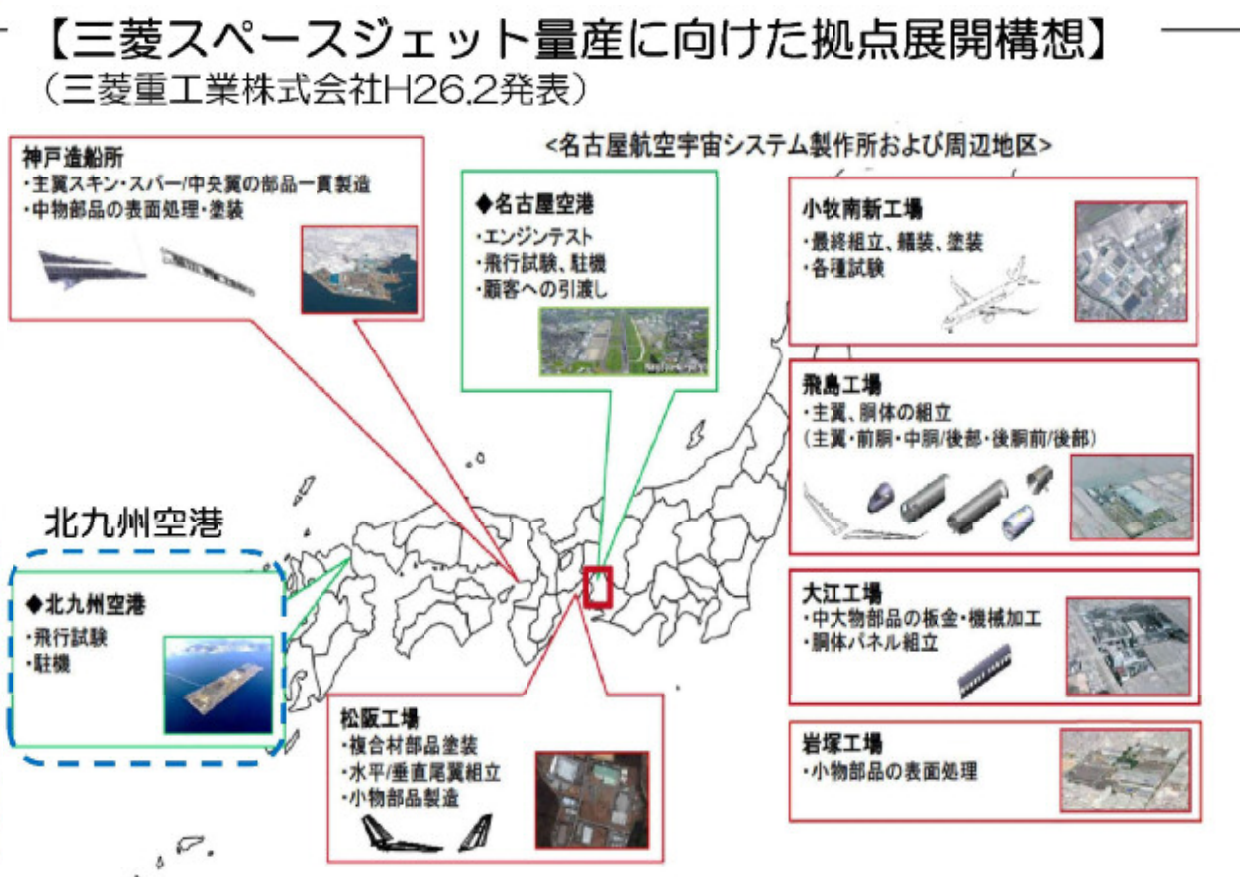 【三菱スペースジェット量産に向けた拠点展開構想】
（三菱重工業株式会社H26.2発表）
神戸造船所
・主翼スキン・スパー/中央翼の部品一貫製造
・中物部品の表面処理・塗装
<名古屋航空宇宙システム製作所および周辺地区>
◆名古屋空港
・エンジンテスト
・飛行試験、駐機
・顧客への引渡し
小牧南新工場
・最終組立、艤装、塗装
・各種試験
飛島工場
・主翼、胴体の組立
（主翼・前胴・中胴/後部・後胴前/後部）
大江工場
・中大物部品の板金・機械加工
・胴体パネル組立
岩塚工場
・小物部品の表面処理
北九州空港
◆北九州空港
・飛行試験
・駐機
松阪工場
・複合材部品塗装
・水平/垂直尾翼組立
・小物部品製造